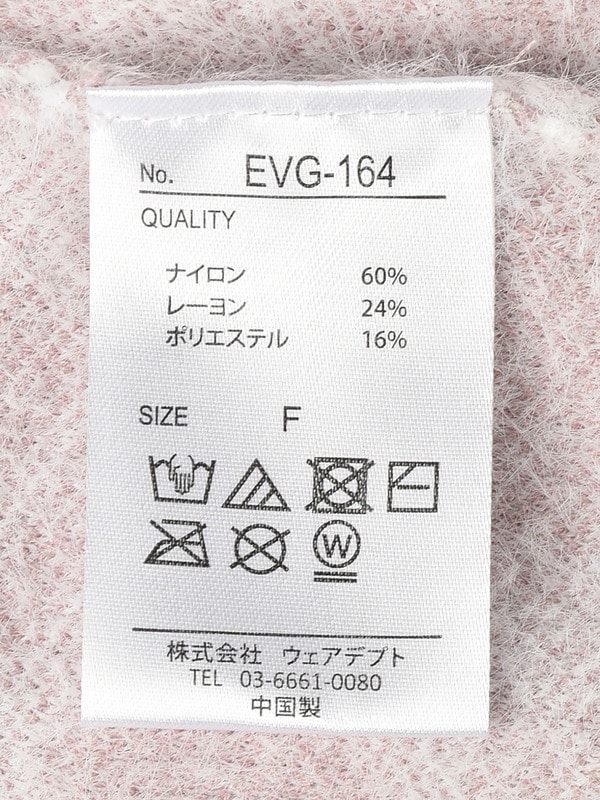 No. EVG-164
QUALITY
ナイロン 60%
レーヨン 24%
ポリエステル 16%
SIZE F
W
株式会社 ウェアデプト
TEL 03-6661-0080
中国製